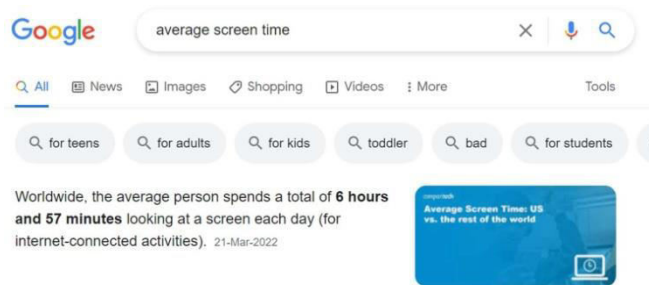 Google
average screen time
All News Images Shopping Videos More Tools
for teens for adults for kids toddler bad for students
Worldwide, the average person spends a total of 6 hours
and 57 minutes looking at a screen each day (for
internet-connected activities). 21-Mar-2022
comparitech
Average Screen Time: US
vs. the rest of the world